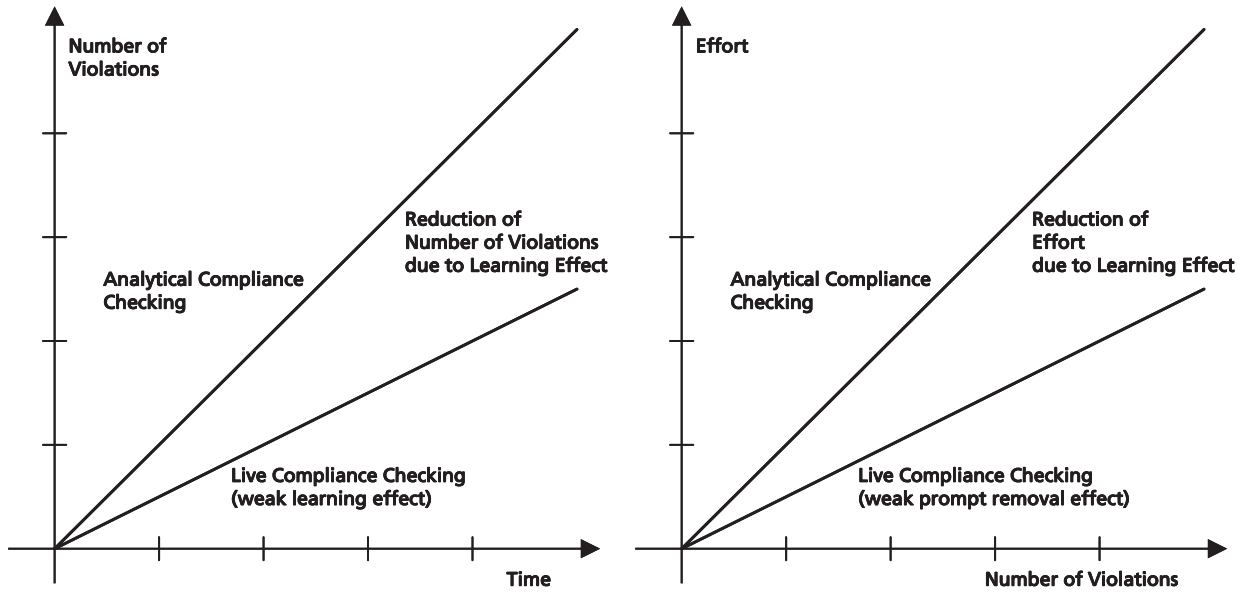 Number of
Violations
Reduction of
Number of Violations
due to Learning Effect
Analytical Compliance
Checking
Live Compliance Checking
(weak learning effect)
Time
Effort
Reduction of
Effort
due to Learning Effect
Analytical Compliance
Checking
Live Compliance Checking
(weak prompt removal effect)
Number of Violations